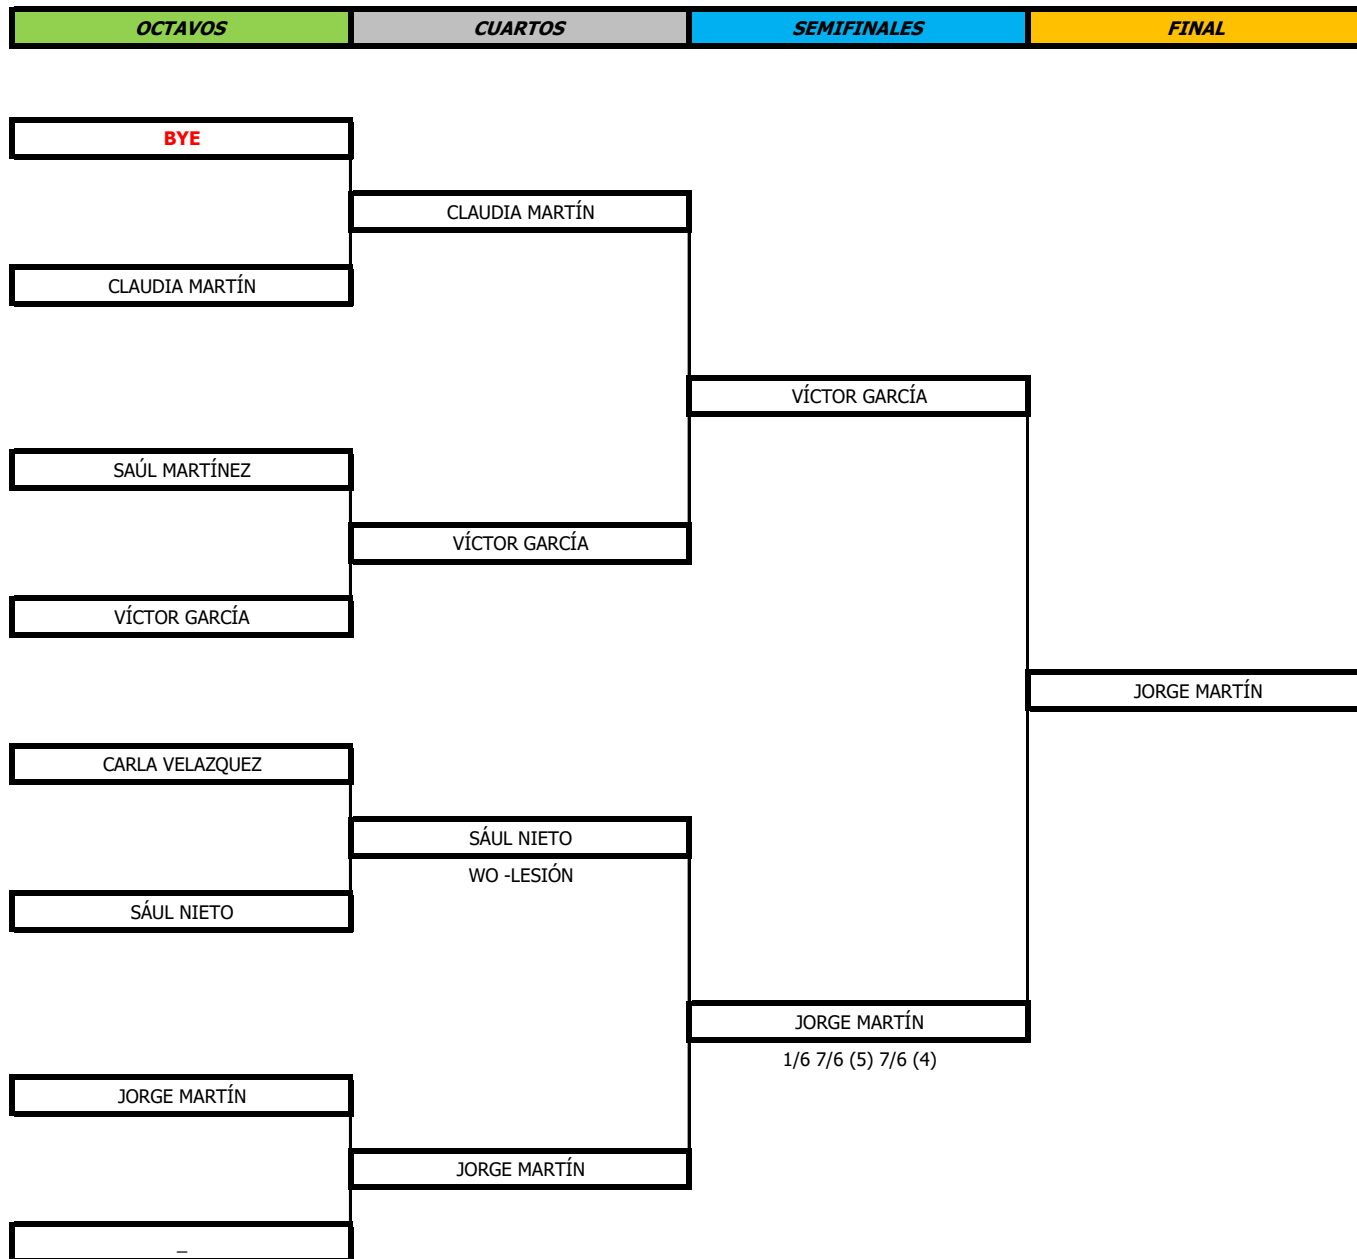 OCTAVOS CUARTOS SEMIFINALES FINAL
BYE
CLAUDIA MARTÍN
CLAUDIA MARTÍN
VÍCTOR GARCÍA
SAÚL MARTÍNEZ
VÍCTOR GARCÍA
VÍCTOR GARCÍA
JORGE MARTÍN
CARLA VELAZQUEZ
SÁUL NIETO
WO -LESIÓN
SÁUL NIETO
JORGE MARTÍN
1/6 7/6 (5) 7/6 (4)
JORGE MARTÍN
JORGE MARTÍN
_